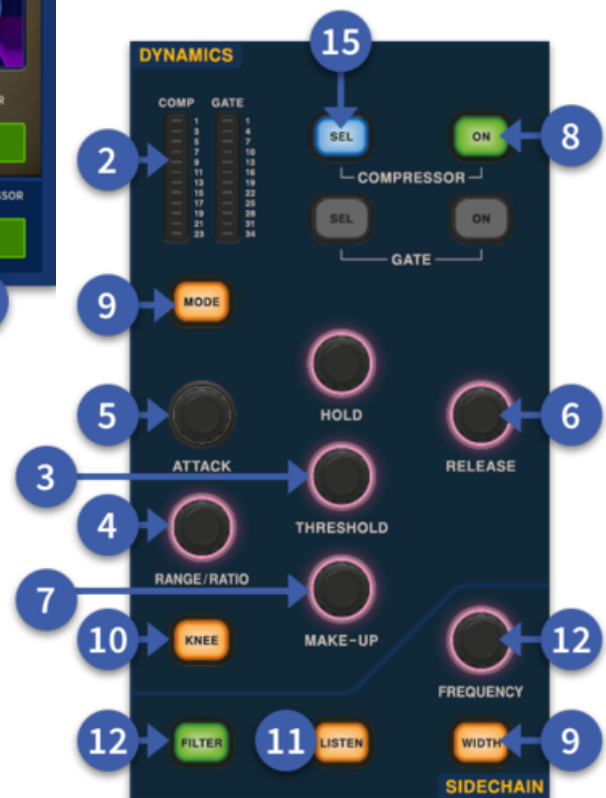 15
DYNAMICS
COMP GATE
1 1
3 4
5 7
7 10
9 13
11 16
13 19
15 22
17 25
19 28
21 31
23 34
2
SEL
ON
8
COMPRESSOR
SEL
ON
GATE
9
MODE
5
HOLD
6
ATTACK
RELEASE
3
4
THRESHOLD
RANGE/RATIO
7
10
KNEE
MAKE-UP
12
FREQUENCY
12
FILTER
11
LISTEN
WIDTH
9
SIDECHAIN
R
SSOR